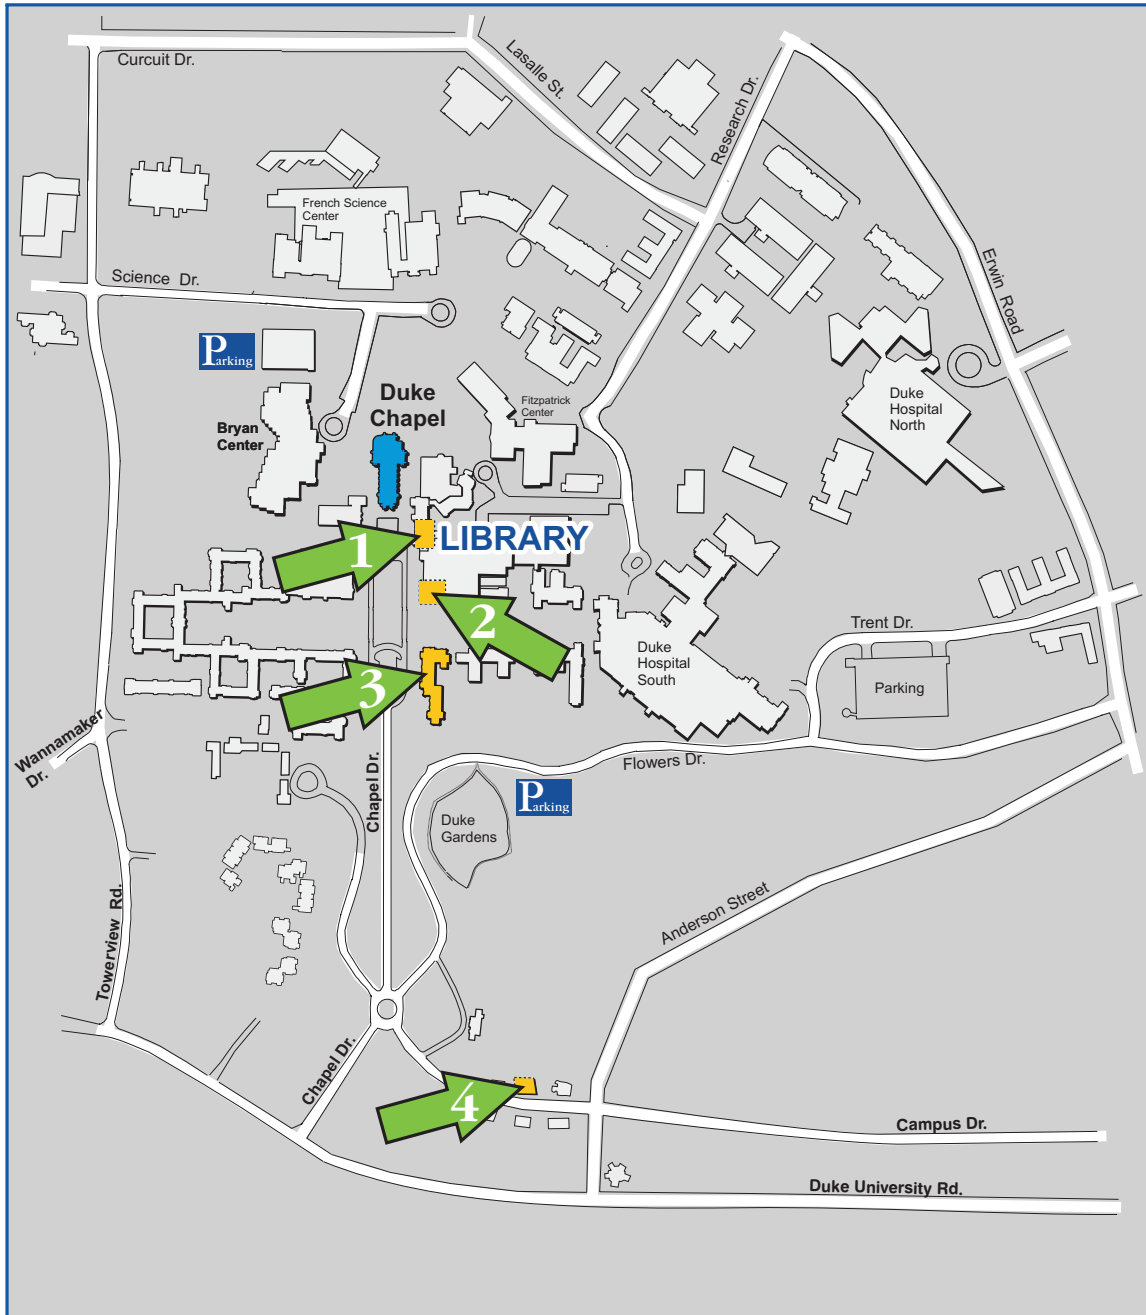 Curcuit Dr.
Lasalle St.
Research Dr.
French Science
Center
Science Dr.
Erwin Road
Parking
Duke
Chapel
Fitzpatrick
Center
Duke
Hospital
North
Bryan
Center
1
LIBRARY
2
Trent Dr.
3
Duke
Hospital
South
Parking
Wannamaker
Dr.
Chapel Dr.
Flowers Dr.
Parking
Duke
Gardens
Towerview Rd.
Anderson Street
Chapel Dr.
4
Campus Dr.
Duke University Rd.